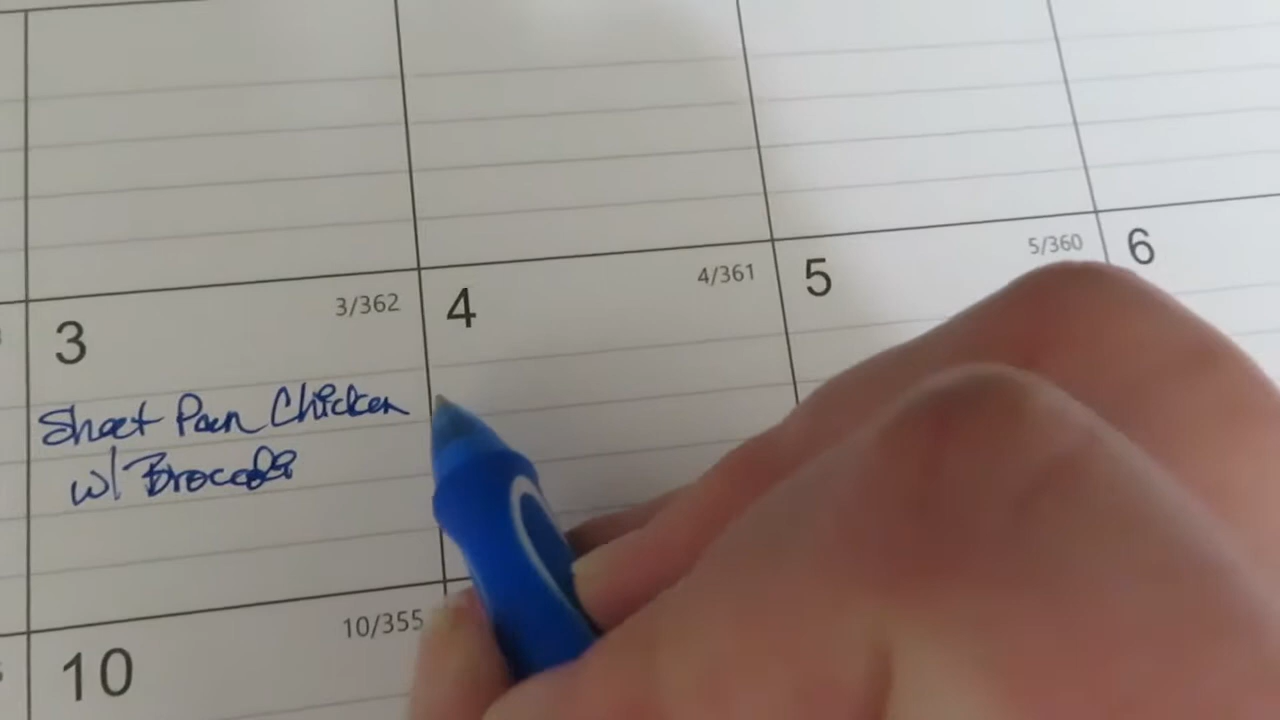 3 3/362
4 4/361
5 5/360
6
Sheet Pan Chicken
w/ Broccoli
10 10/355